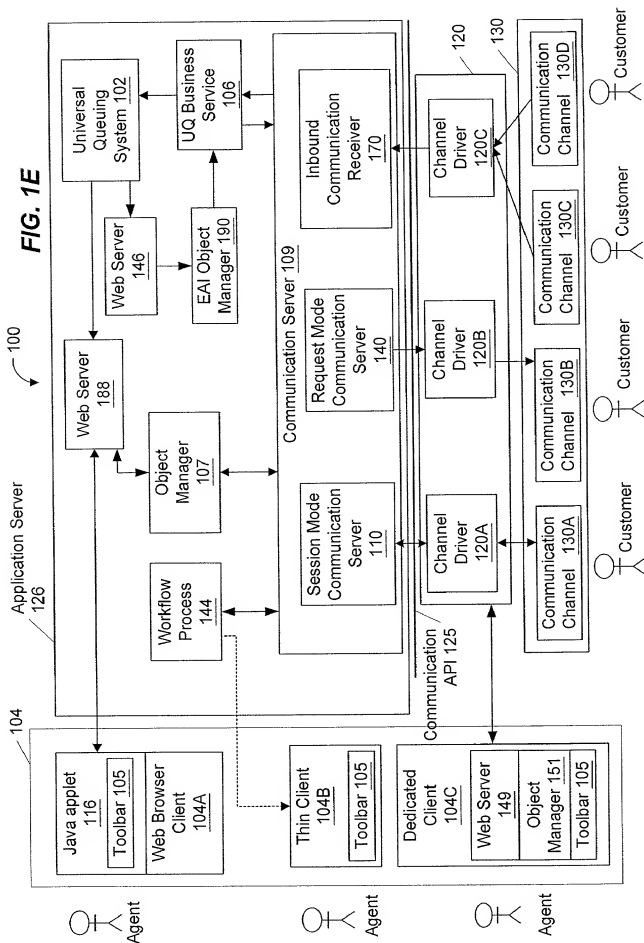 FIG. 1E
100
Application Server
126
104
Java applet
116
Toolbar 105
Web Browser
Client
104A
Agent
Thin Client
104B
Toolbar 105
Agent
Dedicated
Client 104C
Web Server
149
Object
Manager 151
Toolbar 105
Agent
Workflow
Process
144
Object
Manager
107
Web Server
188
Universal
Queuing
System 102
Web Server
146
EAI Object
Manager 190
UQ Business
Service
106
Communication Server 109
Session Mode
Communication
Server
110
Request Mode
Communication
Server
140
Inbound
Communication
Receiver
170
Communication
API 125
120
Channel
Driver
120A
Channel
Driver
120B
Channel
Driver
120C
130
Communication
Channel 130A
Communication
Channel 130B
Communication
Channel 130C
Communication
Channel 130D
Customer
Customer
Customer
Customer